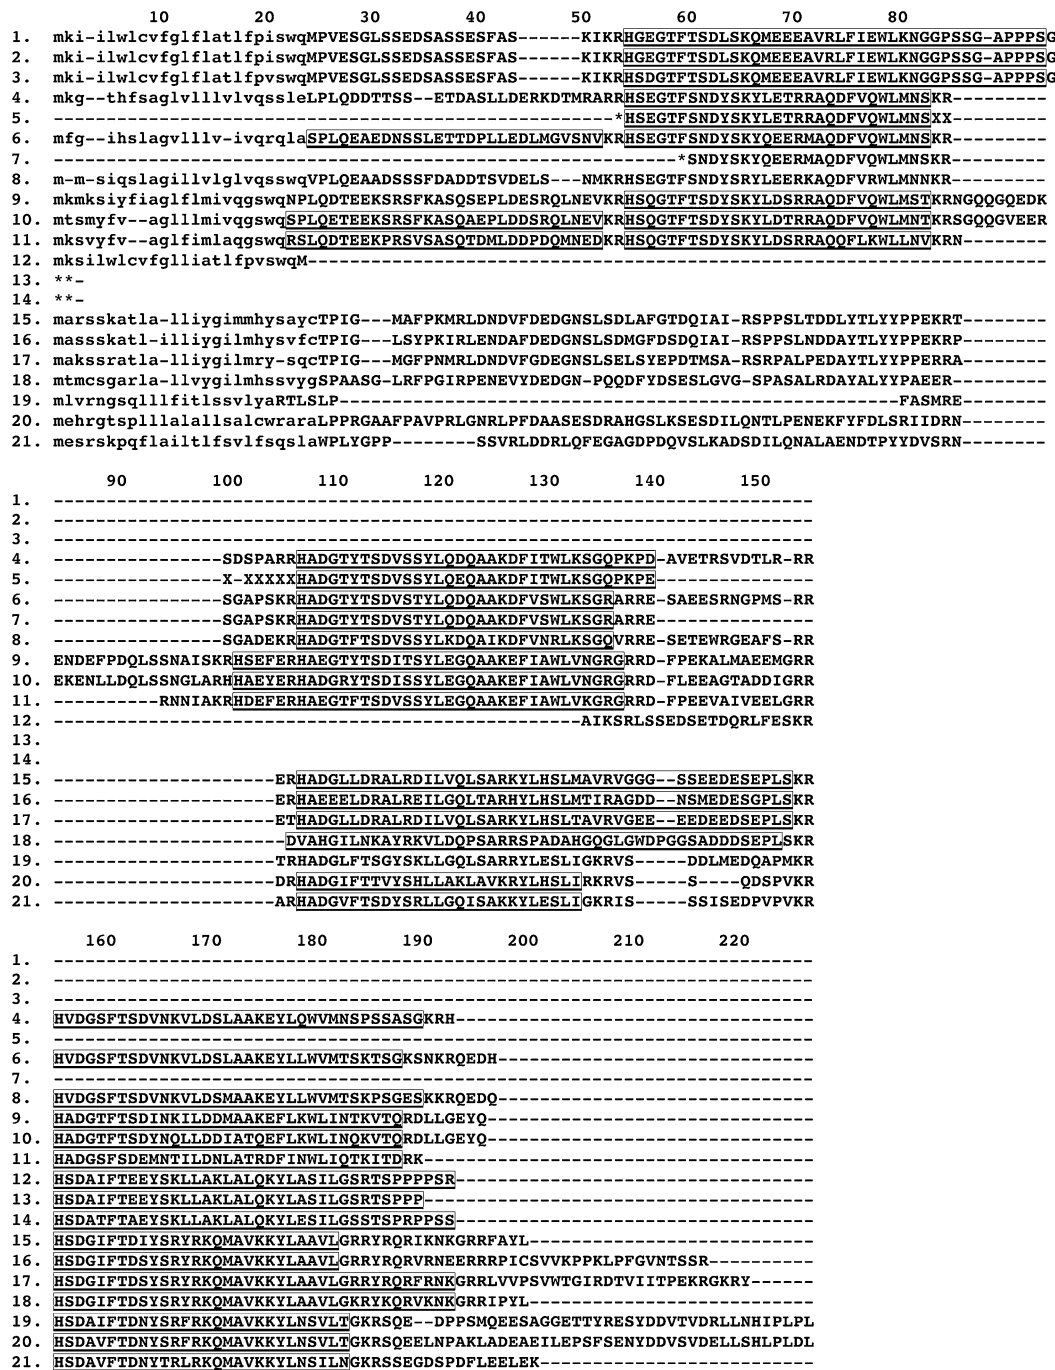 10 20 30 40 50 60 70 80
1. mki-ilwlcvfglflatlfpiswqMPVESGLSSEDSASSESFAS------KIKRHGEGTFTSDLSKQMEEEAVRLFIEWLKNGGPSSG-APPPSG
2. mki-ilwlcvfglflatlfpiswqMPVESGLSSEDSASSESFAS------KIKRHGEGTFTSDLSKQMEEEAVRLFIEWLKNGGPSSG-APPPSG
3. mki-ilwlcvfglflatlfpvswqMPVESGLSSEDSASSESFAS------KIKRHSDGTFTSDLSKQMEEEAVRLFIEWLKNGGPSSG-APPPSG
4. mkg--thfsaglvlllvlvqssleLPLQDDTTSS--ETDASLLDERKDTMRARRHSEGTFSNDYSKYLETRRAQDFVQWLMNSKR---------
5. -----------------------------------------------------*HSEGTFSNDYSKYLETRRAQDFVQWLMNSXX---------
6. mfg--ihslagvlllv-ivqrqlaSPLQEAEDNSSLETTDPLLEDLMGVSNVKRHSEGTFSNDYSKYQEERMAQDFVQWLMNSKR---------
7. -----------------------------------------------------------*SNDYSKYQEERMAQDFVQWLMNSKR---------
8. m-m-siqslagillvlglvqsswqVPLQEAADSSSFDADDTSVDELS---NMKRHSEGTFSNDYSRYLEERKAQDFVRWLMNNKR---------
9. mkmksiyfiaglflmivqgswqNPLQDTEEKSRSFKASQSEPLDESRQLNEVKRHSQGTFTSDYSKYLDSRRAQDFVQWLMSTKRNGQQGQEDK
10. mtsmyfv--aglllmivqgswqSPLQETEEKSRSFKASQAEPLDDSRQLNEVKRHSQGTFTSDYSKYLDTRRAQDFVQWLMNTKRSGQQGVEER
11. mksvyfv--aglfimlaqgswqRSLQDTEEKPRSVSASQTDMLDDPDQMNEDKRHSQGTFTSDYSKYLDSRRAQQFLKWLLNVKRN--------
12. mksilwlcvfglliatlfpvswqM----------------------------------------------------------------------
13. **-
14. **-
15. marsskatla-lliygimmhysaycTPIG---MAFPKMRLDNDVFDEDGNSLSDLAFGTDQIAI-RSPPSLTDDLYTLYYPPEKRT--------
16. massskatl-illiygilmhysvfcTPIG---LSYPKIRLENDAFDEDGNSLSDMGFDSDQIAI-RSPPSLNDDAYTLYYPPEKRP--------
17. makssratla-lliygilmry-sqcTPIG---MGFPNMRLDNDVFGDEGNSLSELSYEPDTMSA-RSRPALPEDAYTLYYPPERRA--------
18. mtmcsgarla-llvygilmhssvygSPAASG-LRFPGIRPENEVYDEDGN-PQQDFYDSESLGVG-SPASALRDAYALYYPAEER---------
19. mlvrngsqlllfitlssvlyaRTLSLP-----------------------------------------------------FASMRE--------
20. mehrgtsplllalallsalcwraraLPPRGAAFPAVPRLGNRLPFDAASESDRAHGSLKSESDILQNTLPENEKFYFDLSRIIDRN--------
21. mesrskpqflailtlfsvlfsqslaWPLYGPP--------SSVRLDDRLQFEGAGDPDQVSLKADSDILQNALAENDTPYYDVSRN--------
90 100 110 120 130 140 150
1. ------------------------------------------------------------------------
2. ------------------------------------------------------------------------
3. ------------------------------------------------------------------------
4. ----------------SDSPARRHADGTYTSDVSSYLQDQAAKDFITWLKSGQPKPD-AVETRSVDTLR-RR
5. ----------------X-XXXXXHADGTYTSDVSSYLQEQAAKDFITWLKSGQPKPE---------------
6. ----------------SGAPSKRHADGTYTSDVSTYLQDQAAKDFVSWLKSGRARRE-SAEESRNGPMS-RR
7. ----------------SGAPSKRHADGTYTSDVSTYLQDQAAKDFVSWLKSGRARRE---------------
8. ----------------SGADEKRHADGTFTSDVSSYLKDQAIKDFVNRLKSGQVRRE-SETEWRGEAFS-RR
9. ENDEFPDQLSSNAISKRHSEFERHAEGTYTSDITSYLEGQAAKEFIAWLVNGRGRRD-FPEKALMAEEMGRR
10. EKENLLDQLSSNGLARHHAEYERHADGRYTSDISSYLEGQAAKEFIAWLVNGRGRRD-FLEEAGTADDIGRR
11. ----------RNNIAKRHDEFERHAEGTFTSDVSSYLEGQAAKEFIAWLVKGRGRRD-FPEEVAIVEELGRR
12. --------------------------------------------------AIKSRLSSEDSETDQRLFESKR
13.
14.
15. ---------------------ERHADGLLDRALRDILVQLSARKYLHSLMAVRVGGG--SSEEDESEPLSKR
16. ---------------------ERHAEEELDRALREILGQLTARHYLHSLMTIRAGDD--NSMEDESGPLSKR
17. ---------------------ETHADGLLDRALRDILVQLSARKYLHSLTAVRVGEE--EEDEEDSEPLSKR
18. ----------------------DVAHGILNKAYRKVLDQPSARRSPADAHGQGLGWDPGGSADDDSEPLSKR
19. ---------------------TRHADGLFTSGYSKLLGQLSARRYLESLIGKRVS-----DDLMEDQAPMKR
20. ---------------------DRHADGIFTTVYSHLLAKLAVKRYLHSLIRKRVS-----S----QDSPVKR
21. ---------------------ARHADGVFTSDYSRLLGQISAKKYLESLIGKRIS-----SSISEDPVPVKR
160 170 180 190 200 210 220
1. ------------------------------------------------------------------------
2. ------------------------------------------------------------------------
3. ------------------------------------------------------------------------
4. HVDGSFTSDVNKVLDSLAAKEYLQWVMNSPSSASGKRH----------------------------------
5. ------------------------------------------------------------------------
6. HVDGSFTSDVNKVLDSLAAKEYLLWVMTSKTSGKSNKRQEDH------------------------------
7. ------------------------------------------------------------------------
8. HVDGSFTSDVNKVLDSMAAKEYLLWVMTSKPSGESKKRQEDQ------------------------------
9. HADGTFTSDINKILDDMAAKEFLKWLINTKVTQRDLLGEYQ-------------------------------
10. HADGTFTSDYNQLLDDIATQEFLKWLINQKVTQRDLLGEYQ-------------------------------
11. HADGSFSDEMNTILDNLATRDFINWLIQTKITDRK-------------------------------------
12. HSDAIFTEEYSKLLAKLALQKYLASILGSRTSPPPPSR----------------------------------
13. HSDAIFTEEYSKLLAKLALQKYLASILGSRTSPPP-------------------------------------
14. HSDATFTAEYSKLLAKLALQKYLESILGSSTSPRPPSS----------------------------------
15. HSDGIFTDIYSRYRKQMAVKKYLAAVLGRRYRQRIKNKGRRFAYL---------------------------
16. HSDGIFTDSYSRYRKQMAVKKYLAAVLGRRYRQRVRNEERRRPICSVVKPPKLPFGVNTSSR----------
17. HSDGIFTDSYSRYRKQMAVKKYLAAVLGRRYRQRFRNKGRRLVVPSVWTGIRDTVIITPEKRGKRY------
18. HSDGIFTDSYSRYRKQMAVKKYLAAVLGKRYKQRVKNKGRRIPYL---------------------------
19. HSDAIFTDNYSRFRKQMAVKKYLNSVLTGKRSQE--DPPSMQEESAGGETTYRESYDDVTVDRLLNHIPLPL
20. HSDAVFTDNYSRFRKQMAVKKYLNSVLTGKRSQEELNPAKLADEAEILEPSFSENYDDVSVDELLSHLPLDL
21. HSDAVFTDNYTRLRKQMAVKKYLNSILNGKRSSEGDSPDFLEELEK--------------------------